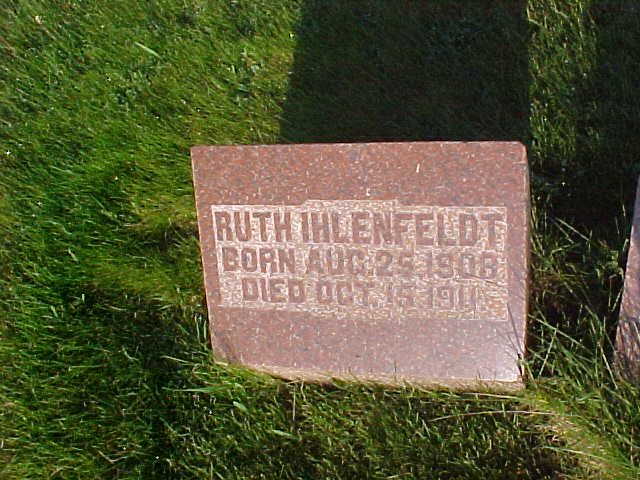 RUTH IHLENFELDT
BORN AUG. 25 1908
DIED OCT. 15 1911